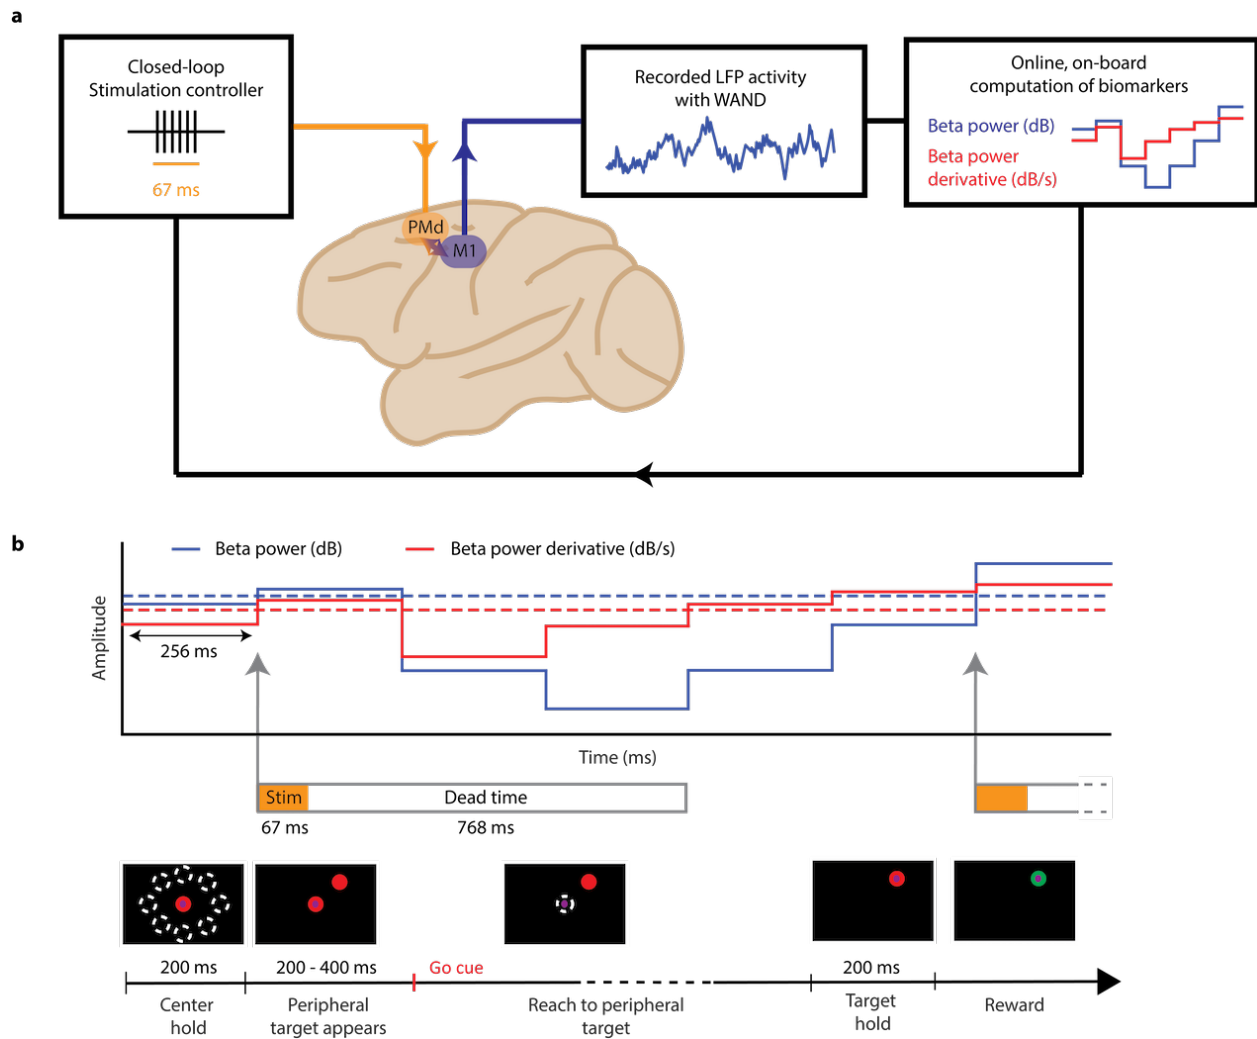 a
Closed-loop
Stimulation controller
67 ms
Recorded LFP activity
with WAND
Online, on-board
computation of biomarkers
Beta power (dB)
Beta power
derivative (dB/s)
PMd
M1
b
Beta power (dB)
Beta power derivative (dB/s)
Amplitude
256 ms
Time (ms)
Stim
Dead time
67 ms
768 ms
200 ms
200 - 400 ms
Go cue
200 ms
Center
hold
Peripheral
target appears
Reach to peripheral
target
Target
hold
Reward